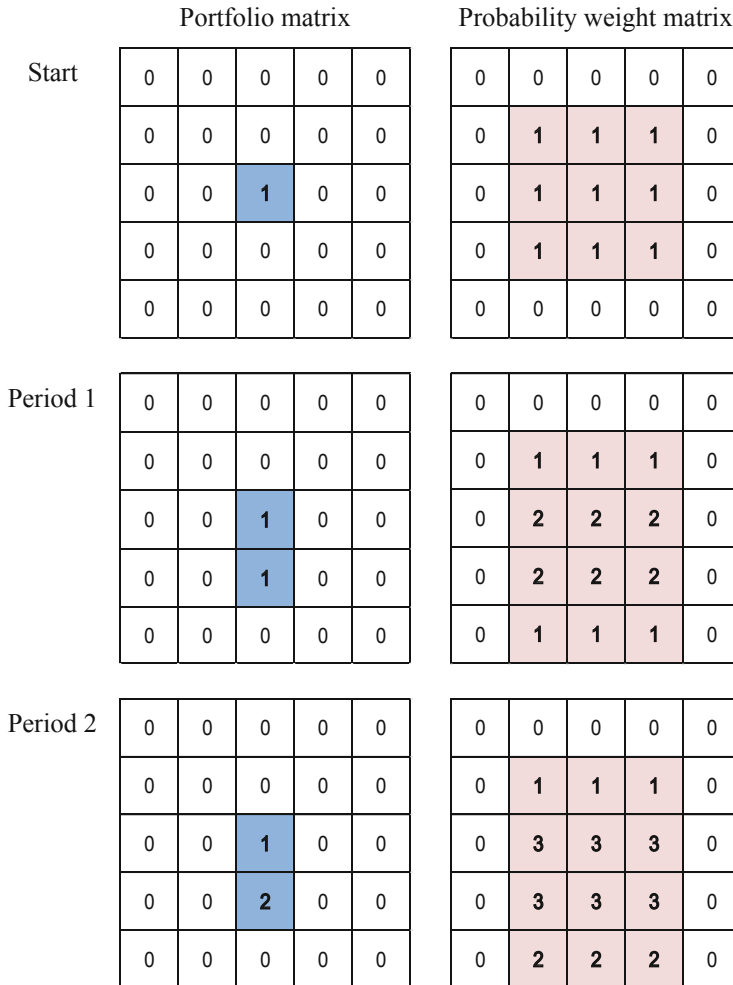 Portfolio matrix Probability weight matrix
Start
0 0 0 0 0 0 0 0 0 0
0 0 0 0 0 0 1 1 1 0
0 0 1 0 0 0 1 1 1 0
0 0 0 0 0 0 1 1 1 0
0 0 0 0 0 0 0 0 0 0
Period 1
0 0 0 0 0 0 0 0 0 0
0 0 0 0 0 0 1 1 1 0
0 0 1 0 0 0 2 2 2 0
0 0 1 0 0 0 2 2 2 0
0 0 0 0 0 0 1 1 1 0
Period 2
0 0 0 0 0 0 0 0 0 0
0 0 0 0 0 0 1 1 1 0
0 0 1 0 0 0 3 3 3 0
0 0 2 0 0 0 3 3 3 0
0 0 0 0 0 0 2 2 2 0